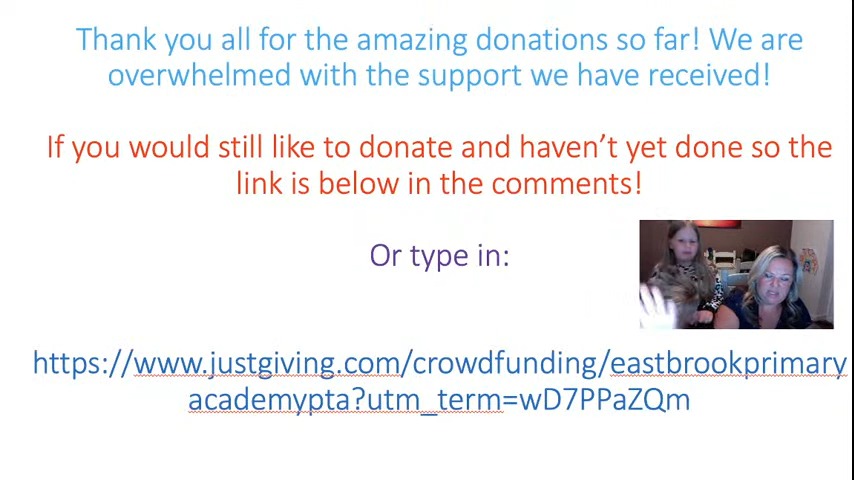 Thank you all for the amazing donations so far! We are
overwhelmed with the support we have received!
If you would still like to donate and haven’t yet done so the
link is below in the comments!
Or type in:
https://www.justgiving.com/crowdfunding/eastbrookprimary
academypta?utm_term=wD7PPaZQm